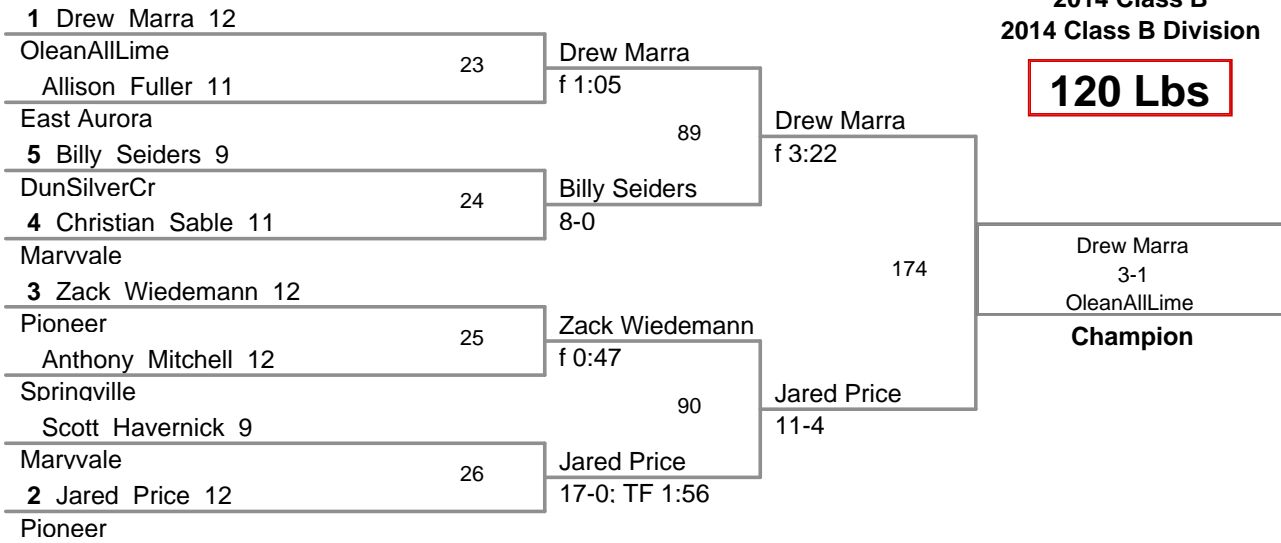 2014 Class B
2014 Class B Division
120 Lbs
1 Drew Marra 12
OleanAllLime
23
Allison Fuller 11
East Aurora
5 Billy Seiders 9
DunSilverCr
24
4 Christian Sable 11
Maryvale
3 Zack Wiedemann 12
Pioneer
25
Anthony Mitchell 12
Springville
Scott Havernick 9
Maryvale
26
2 Jared Price 12
Pioneer
Drew Marra
f 1:05
89
Billy Seiders
8-0
Zack Wiedemann
f 0:47
90
Jared Price
17-0; TF 1:56
Drew Marra
f 3:22
174
Jared Price
11-4
Drew Marra
3-1
OleanAllLime
Champion